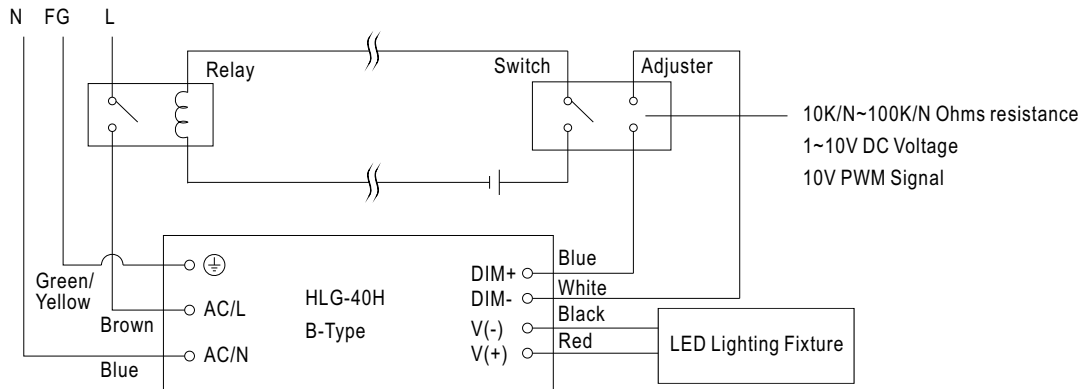 N FG L
Relay
Switch
Adjuster
10K/N~100K/N Ohms resistance
1~10V DC Voltage
10V PWM Signal
Green/
Yellow
Brown
Blue
AC/L
AC/N
HLG-40H
B-Type
DIM+
DIM-
V(-)
V(+)
Blue
White
Black
Red
LED Lighting Fixture